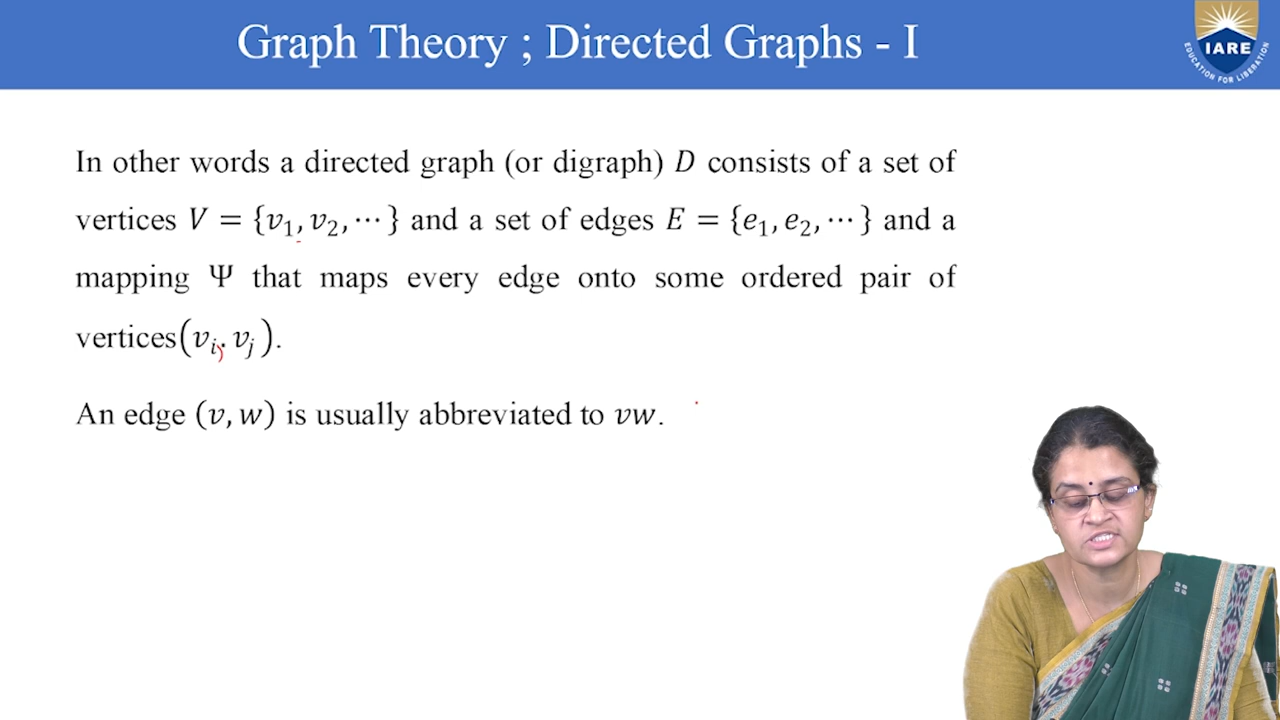 Graph Theory ; Directed Graphs - I
IARE
EDUCATION FOR LIBERATION
In other words a directed graph (or digraph) D consists of a set of
vertices V = {v₁, v₂, ⋯ } and a set of edges E = {e₁, e₂, ⋯ } and a
mapping Ψ that maps every edge onto some ordered pair of
vertices(vᵢ, vⱼ).
An edge (v, w) is usually abbreviated to vw.